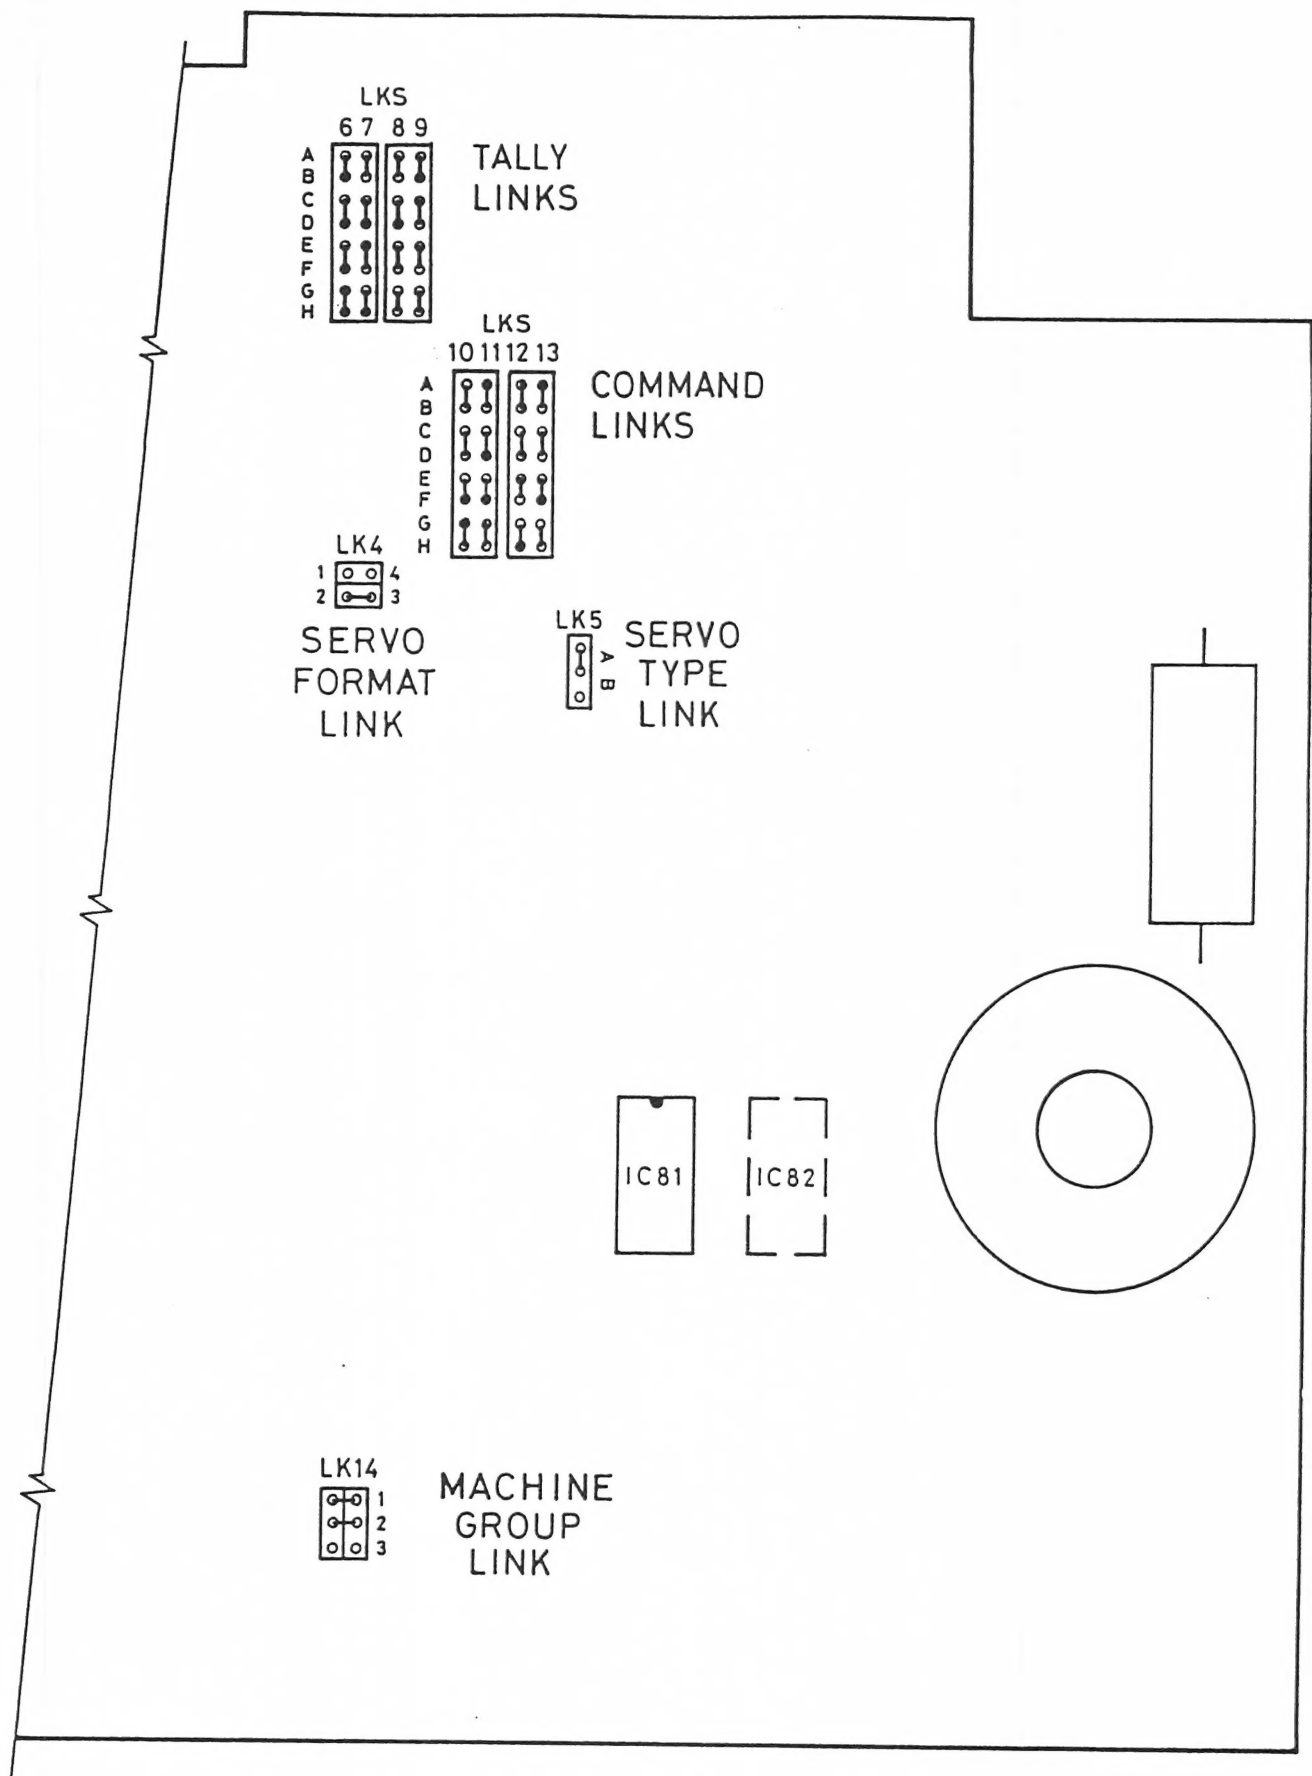 LKS
6 7 8 9
A
B
C
D
E
F
G
H
TALLY
LINKS
LKS
10 11 12 13
A
B
C
D
E
F
G
H
COMMAND
LINKS
LK4
1 4
2 3
SERVO
FORMAT
LINK
LK5
A
B
SERVO
TYPE
LINK
IC81
IC82
LK14
1
2
3
MACHINE
GROUP
LINK